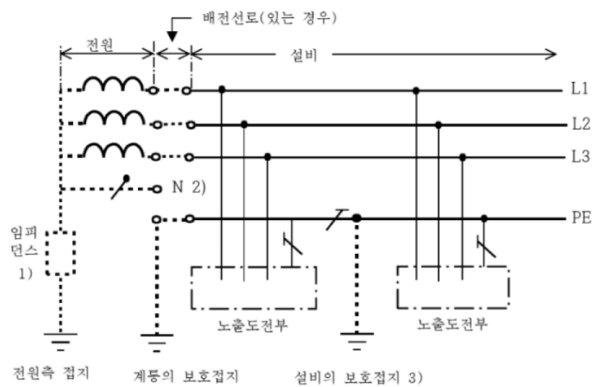 배전선로(있는 경우)
전원
설비
L1
L2
L3
N 2)
PE
임피
던스
1)
노출도전부
노출도전부
전원측 접지
계통의 보호접지
설비의 보호접지 3)